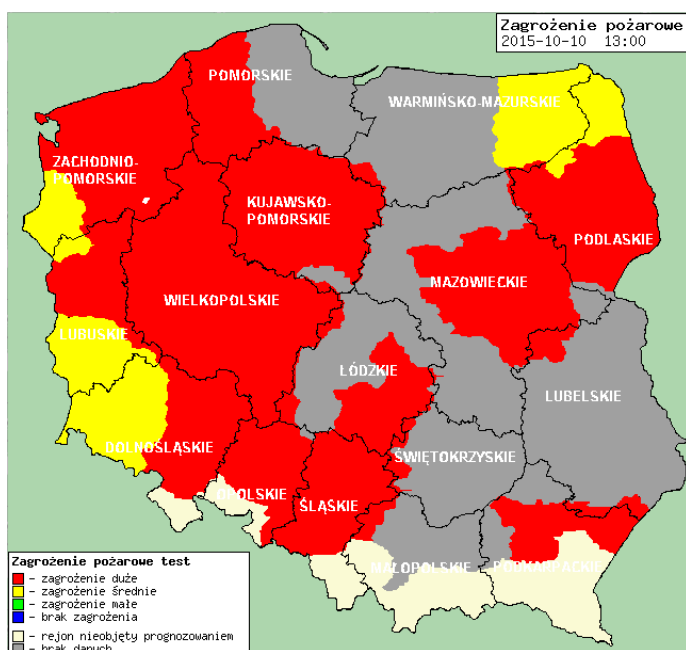 Zagrożenie pożarowe
2015-10-10 13:00
POMORSKIE
WARMIŃSKO-MAZURSKIE
ZACHODNIO-
POMORSKIE
KUJAWSKO-
POMORSKIE
PODLASKIE
MAZOWIECKIE
WIELKOPOLSKIE
LUBUSKIE
ŁÓDZKIE
LUBELSKIE
DOLNOŚLĄSKIE
ŚWIĘTOKRZYSKIE
OPOLSKIE
ŚLĄSKIE
MAŁOPOLSKIE
PODKARPACKIE
Zagrożenie pożarowe test
- zagrożenie duże
- zagrożenie średnie
- zagrożenie małe
- brak zagrożenia
- rejon nieobjęty prognozowaniem
- brak danych